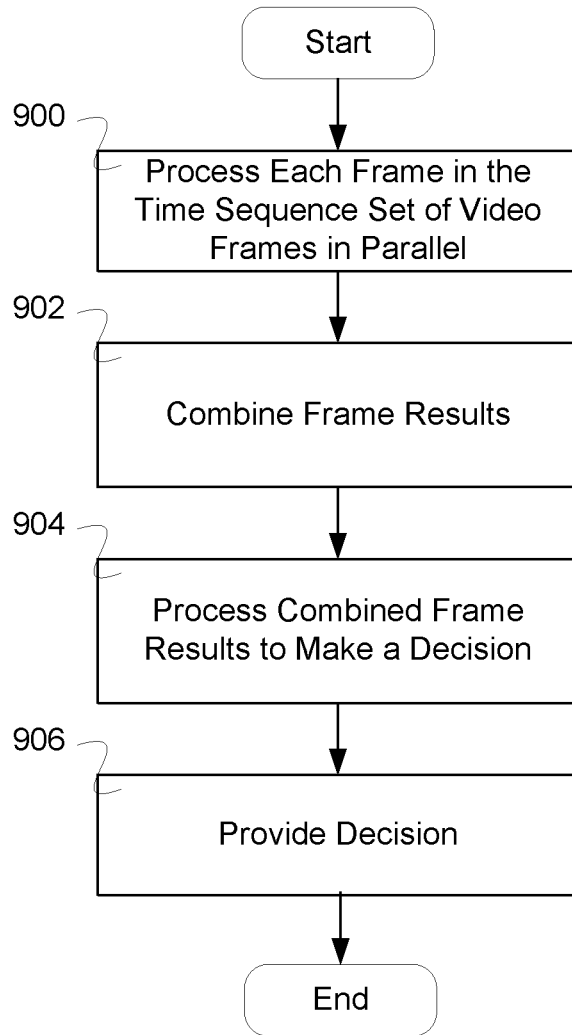 Start
900
Process Each Frame in the
Time Sequence Set of Video
Frames in Parallel
902
Combine Frame Results
904
Process Combined Frame
Results to Make a Decision
906
Provide Decision
End